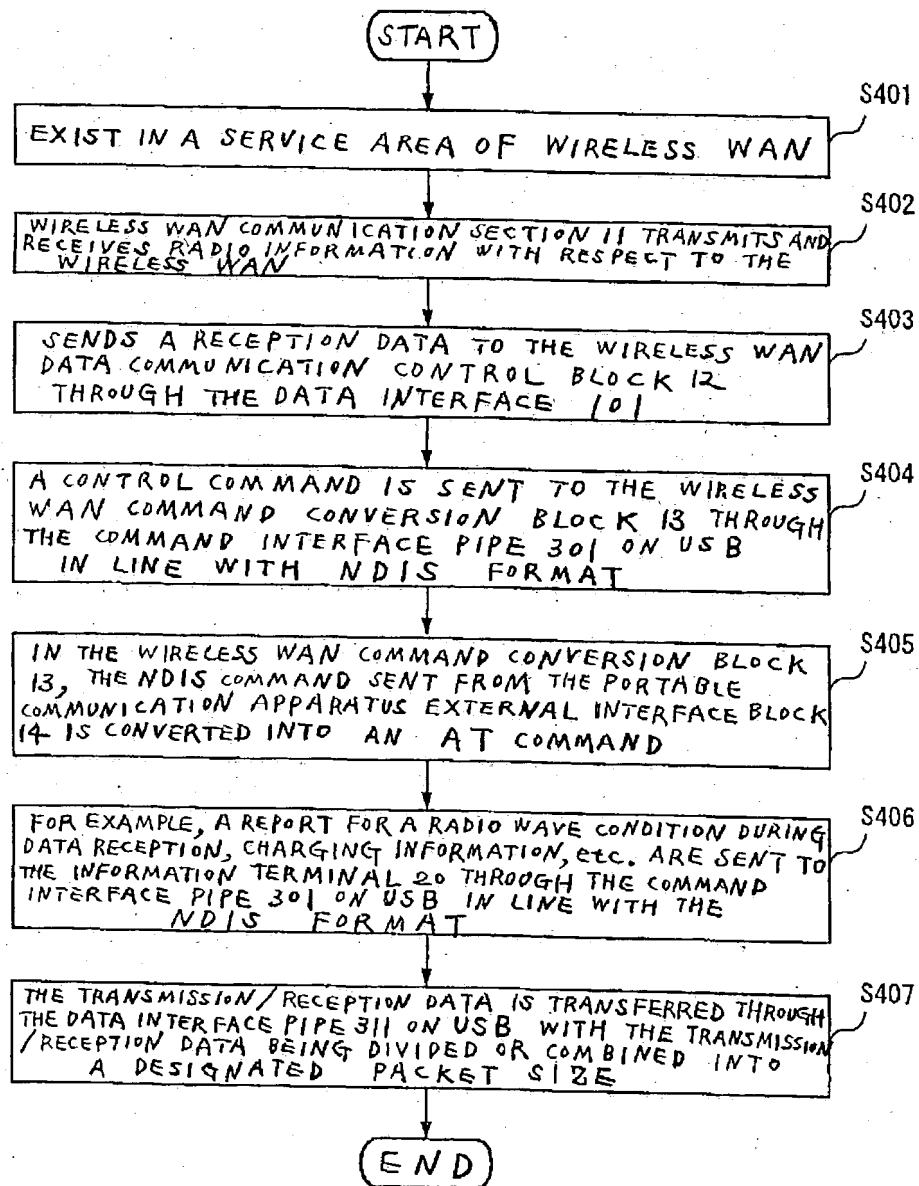 START
S401
EXIST IN A SERVICE AREA OF WIRELESS WAN
S402
WIRELESS WAN COMMUNICATION SECTION 11 TRANSMITS AND
RECEIVES RADIO INFORMATION WITH RESPECT TO THE
WIRELESS WAN
S403
SENDS A RECEPTION DATA TO THE WIRELESS WAN
DATA COMMUNICATION CONTROL BLOCK 12
THROUGH THE DATA INTERFACE 101
S404
A CONTROL COMMAND IS SENT TO THE WIRELESS
WAN COMMAND CONVERSION BLOCK 13 THROUGH
THE COMMAND INTERFACE PIPE 301 ON USB
IN LINE WITH NDIS FORMAT
S405
IN THE WIRELESS WAN COMMAND CONVERSION BLOCK
13, THE NDIS COMMAND SENT FROM THE PORTABLE
COMMUNICATION APPARATUS EXTERNAL INTERFACE BLOCK
14 IS CONVERTED INTO AN AT COMMAND
S406
FOR EXAMPLE, A REPORT FOR A RADIO WAVE CONDITION DURING
DATA RECEPTION, CHARGING INFORMATION, etc. ARE SENT TO
THE INFORMATION TERMINAL 20 THROUGH THE COMMAND
INTERFACE PIPE 301 ON USB IN LINE WITH THE
NDIS FORMAT
S407
THE TRANSMISSION/RECEPTION DATA IS TRANSFERRED THROUGH
THE DATA INTERFACE PIPE 311 ON USB WITH THE TRANSMISSION
/RECEPTION DATA BEING DIVIDED OR COMBINED INTO
A DESIGNATED PACKET SIZE
END